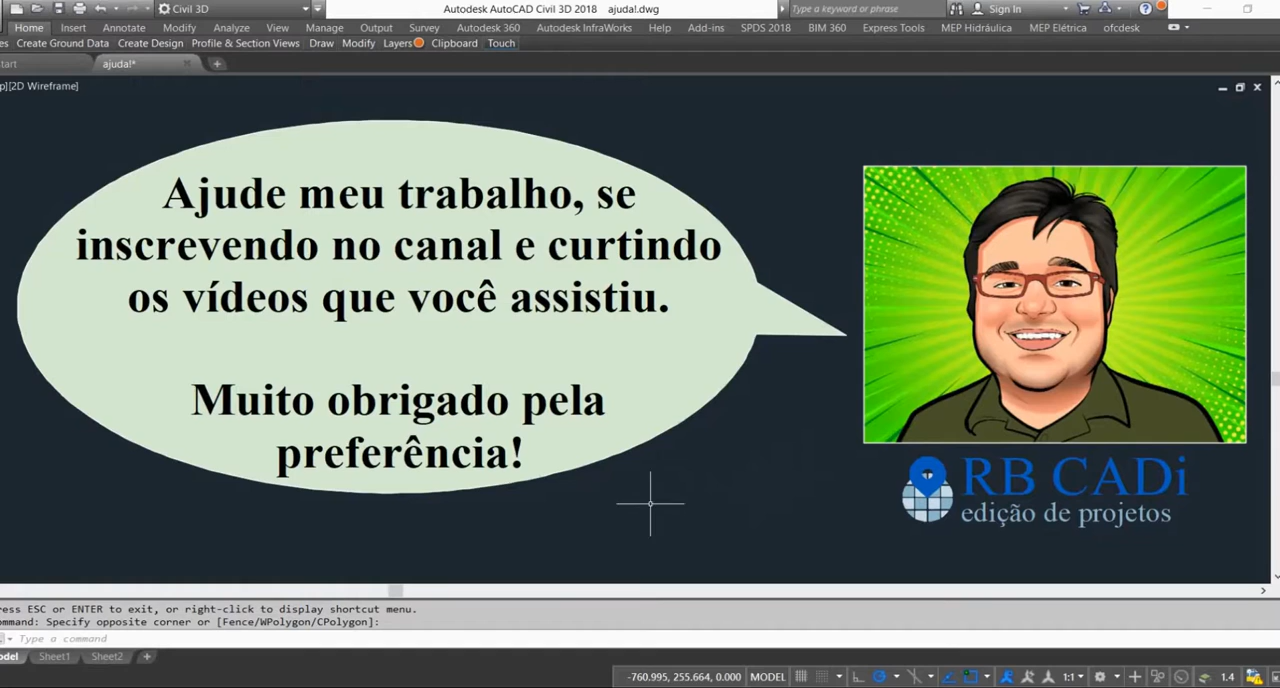 Civil 3D
Autodesk AutoCAD Civil 3D 2018 ajuda!.dwg
Type a keyword or phrase
Sign In
Home Insert Annotate Modify Analyze View Manage Output Survey Autodesk 360 Autodesk InfraWorks Help Add-ins SPDS 2018 BIM 360 Express Tools MEP Hidráulica MEP Elétrica ofcdesk
Create Ground Data Create Design Profile & Section Views Draw Modify Layers Clipboard Touch
tart ajuda!*
[2D Wireframe]
Ajude meu trabalho, se
inscrevendo no canal e curtindo
os vídeos que você assistiu.
Muito obrigado pela
preferência!
RB CADi
edição de projetos
ress ESC or ENTER to exit, or right-click to display shortcut menu.
ommand: Specify opposite corner or [Fence/WPolygon/CPolygon]:
Type a command
odel Sheet1 Sheet2
-760.995, 255.664, 0.000 MODEL 1:1 1.4